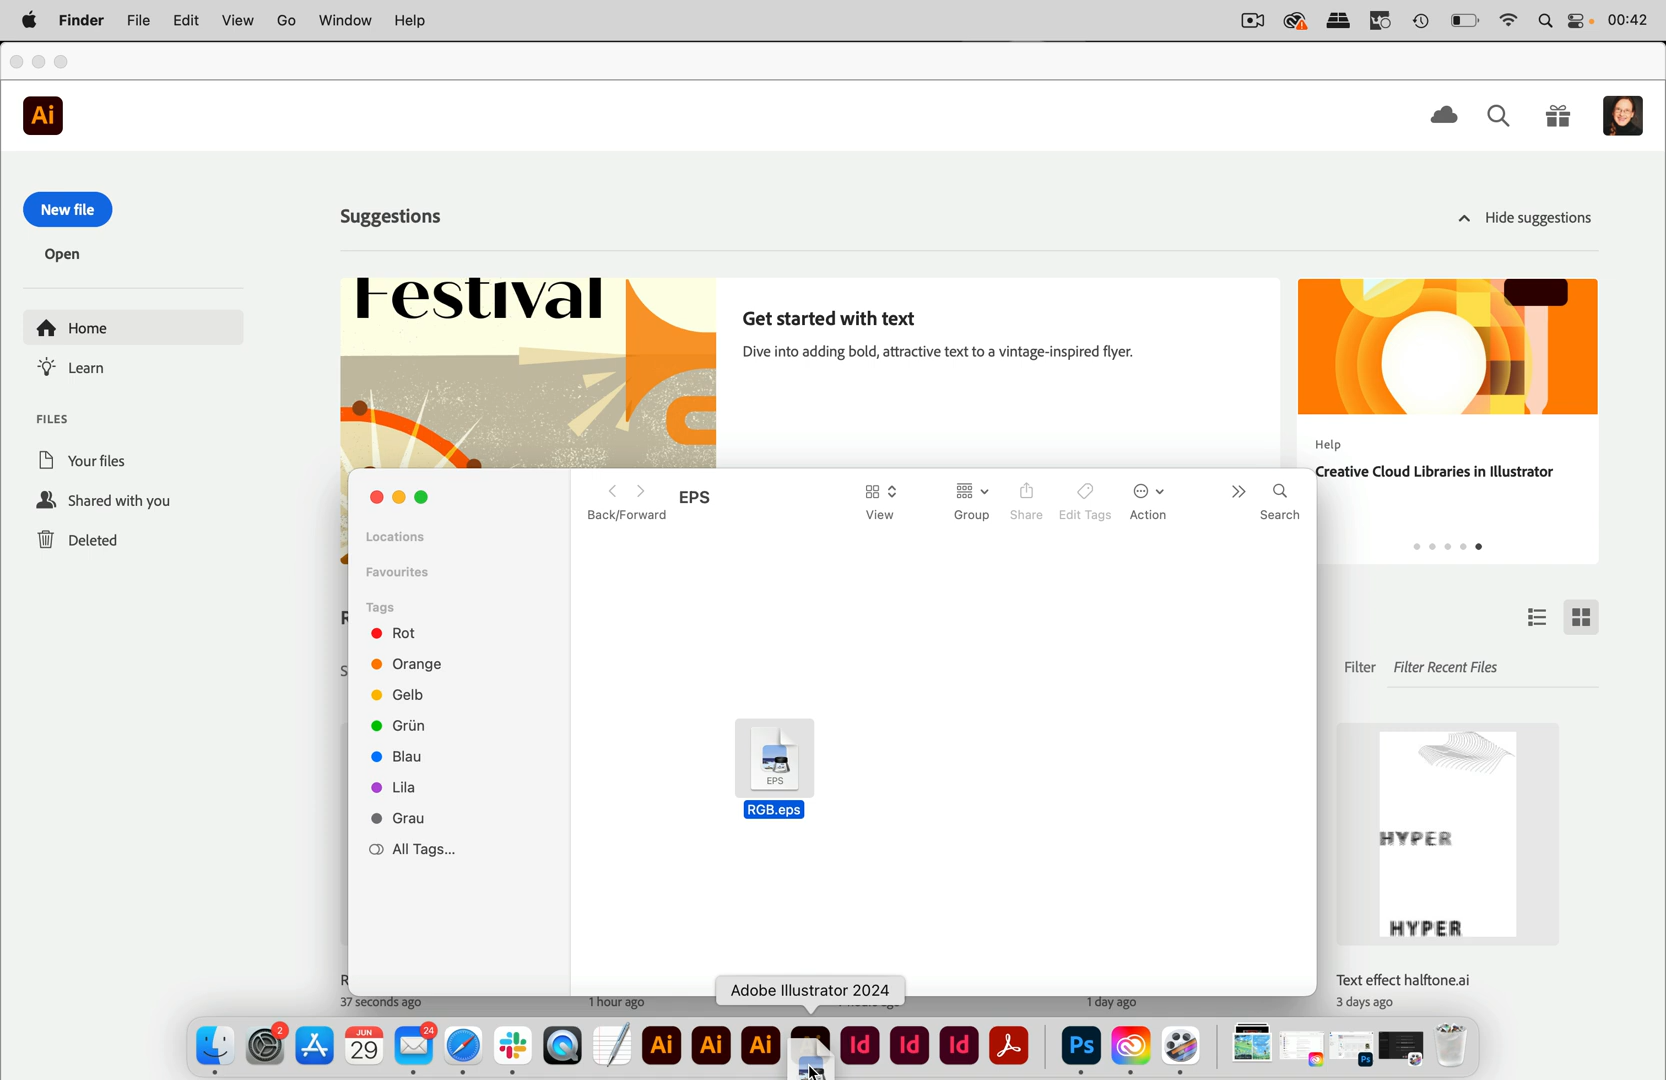 Finder File Edit View Go Window Help 00:42
Ai
New file
Open
Home
Learn
FILES
Your files
Shared with you
Deleted
Suggestions
Hide suggestions
Festival
Get started with text
Dive into adding bold, attractive text to a vintage-inspired flyer.
Help
Creative Cloud Libraries in Illustrator
Filter Filter Recent Files
HYPER
HYPER
Text effect halftone.ai
3 days ago
37 seconds ago
1 hour ago
1 day ago
EPS
Back/Forward
View
Group
Share
Edit Tags
Action
Search
Locations
Favourites
Tags
Rot
Orange
Gelb
Grün
Blau
Lila
Grau
All Tags...
EPS
RGB.eps
Adobe Illustrator 2024
2
JUN
29
24
Ai
Ai
Ai
Id
Id
Id
Ps
Ps